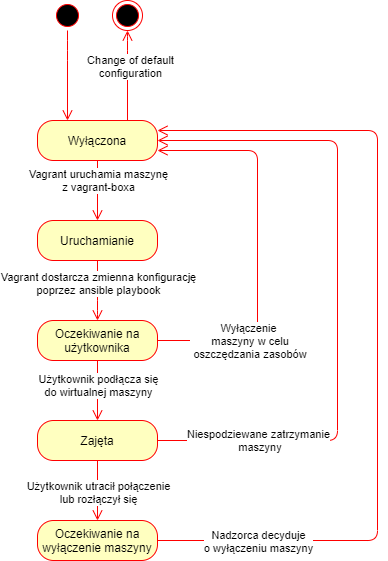 Change of default
configuration
Wyłączona
Vagrant uruchamia maszynę
z vagrant-boxa
Uruchamianie
Vagrant dostarcza zmienna konfigurację
poprzez ansible playbook
Oczekiwanie na
użytkownika
Wyłączenie
maszyny w celu
oszczędzania zasobów
Użytkownik podłącza się
do wirtualnej maszyny
Zajęta
Niespodziewane zatrzymanie
maszyny
Użytkownik utracił połączenie
lub rozłączył się
Oczekiwanie na
wyłączenie maszyny
Nadzorca decyduje
o wyłączeniu maszyny